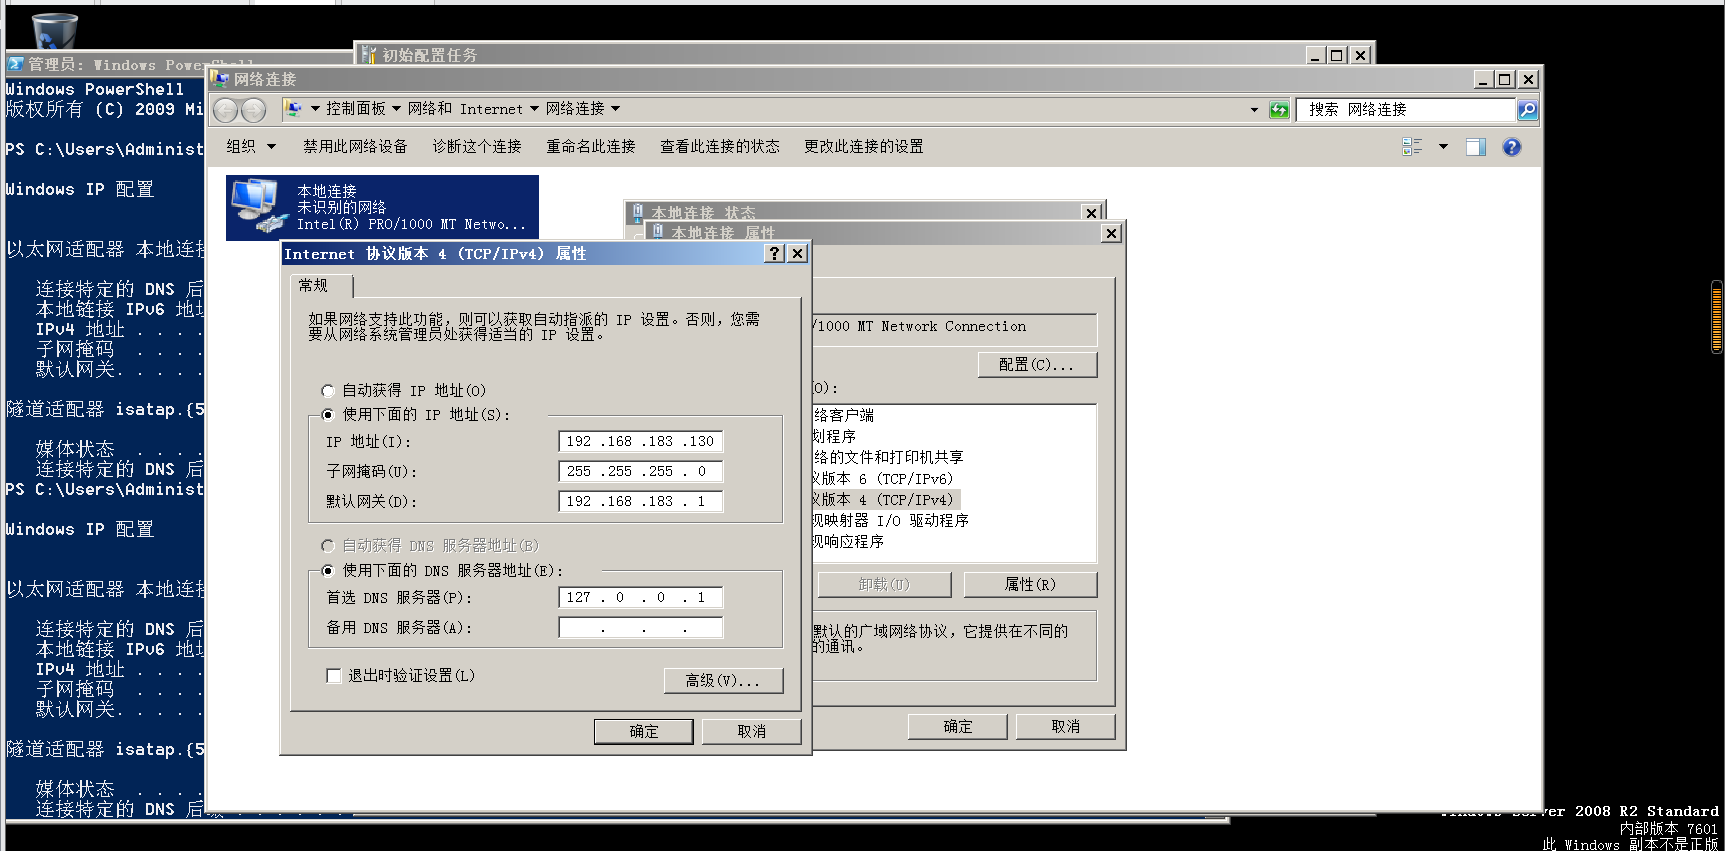 初始配置任务
管理员: Windows PowerShell
网络连接
Windows PowerShell
版权所有 (C) 2009 Mi
控制面板 网络和 Internet 网络连接
搜索 网络连接
PS C:\Users\Administ
组织 禁用此网络设备 诊断这个连接 重命名此连接 查看此连接的状态 更改此连接的设置
Windows IP 配置
本地连接
未识别的网络
Intel(R) PRO/1000 MT Netwo...
本地连接 状态
本地连接 属性
以太网适配器 本地连接
连接特定的 DNS 后
本地链接 IPv6 地址
IPv4 地址 . . . .
子网掩码 . . . .
默认网关. . . . .
隧道适配器 isatap.{5
媒体状态 . . . .
连接特定的 DNS 后
PS C:\Users\Administ
Windows IP 配置
以太网适配器 本地连接
连接特定的 DNS 后
本地链接 IPv6 地址
IPv4 地址 . . . .
子网掩码 . . . .
默认网关. . . . .
隧道适配器 isatap.{5
媒体状态 . . . .
连接特定的 DNS 后缀 . . . . . . .
Internet 协议版本 4 (TCP/IPv4) 属性
常规
如果网络支持此功能，则可以获取自动指派的 IP 设置。否则，您需
要从网络系统管理员处获得适当的 IP 设置。
自动获得 IP 地址(O)
使用下面的 IP 地址(S):
IP 地址(I): 192 .168 .183 .130
子网掩码(U): 255 .255 .255 . 0
默认网关(D): 192 .168 .183 . 1
自动获得 DNS 服务器地址(B)
使用下面的 DNS 服务器地址(E):
首选 DNS 服务器(P): 127 . 0 . 0 . 1
备用 DNS 服务器(A): . . .
退出时验证设置(L)
高级(V)...
确定 取消
/1000 MT Network Connection
配置(C)...
(O):
络客户端
划程序
络的文件和打印机共享
议版本 6 (TCP/IPv6)
议版本 4 (TCP/IPv4)
现映射器 I/O 驱动程序
现响应程序
卸载(U) 属性(R)
默认的广域网络协议，它提供在不同的
的通讯。
确定 取消
Windows Server 2008 R2 Standard
内部版本 7601
此 Windows 副本不是正版